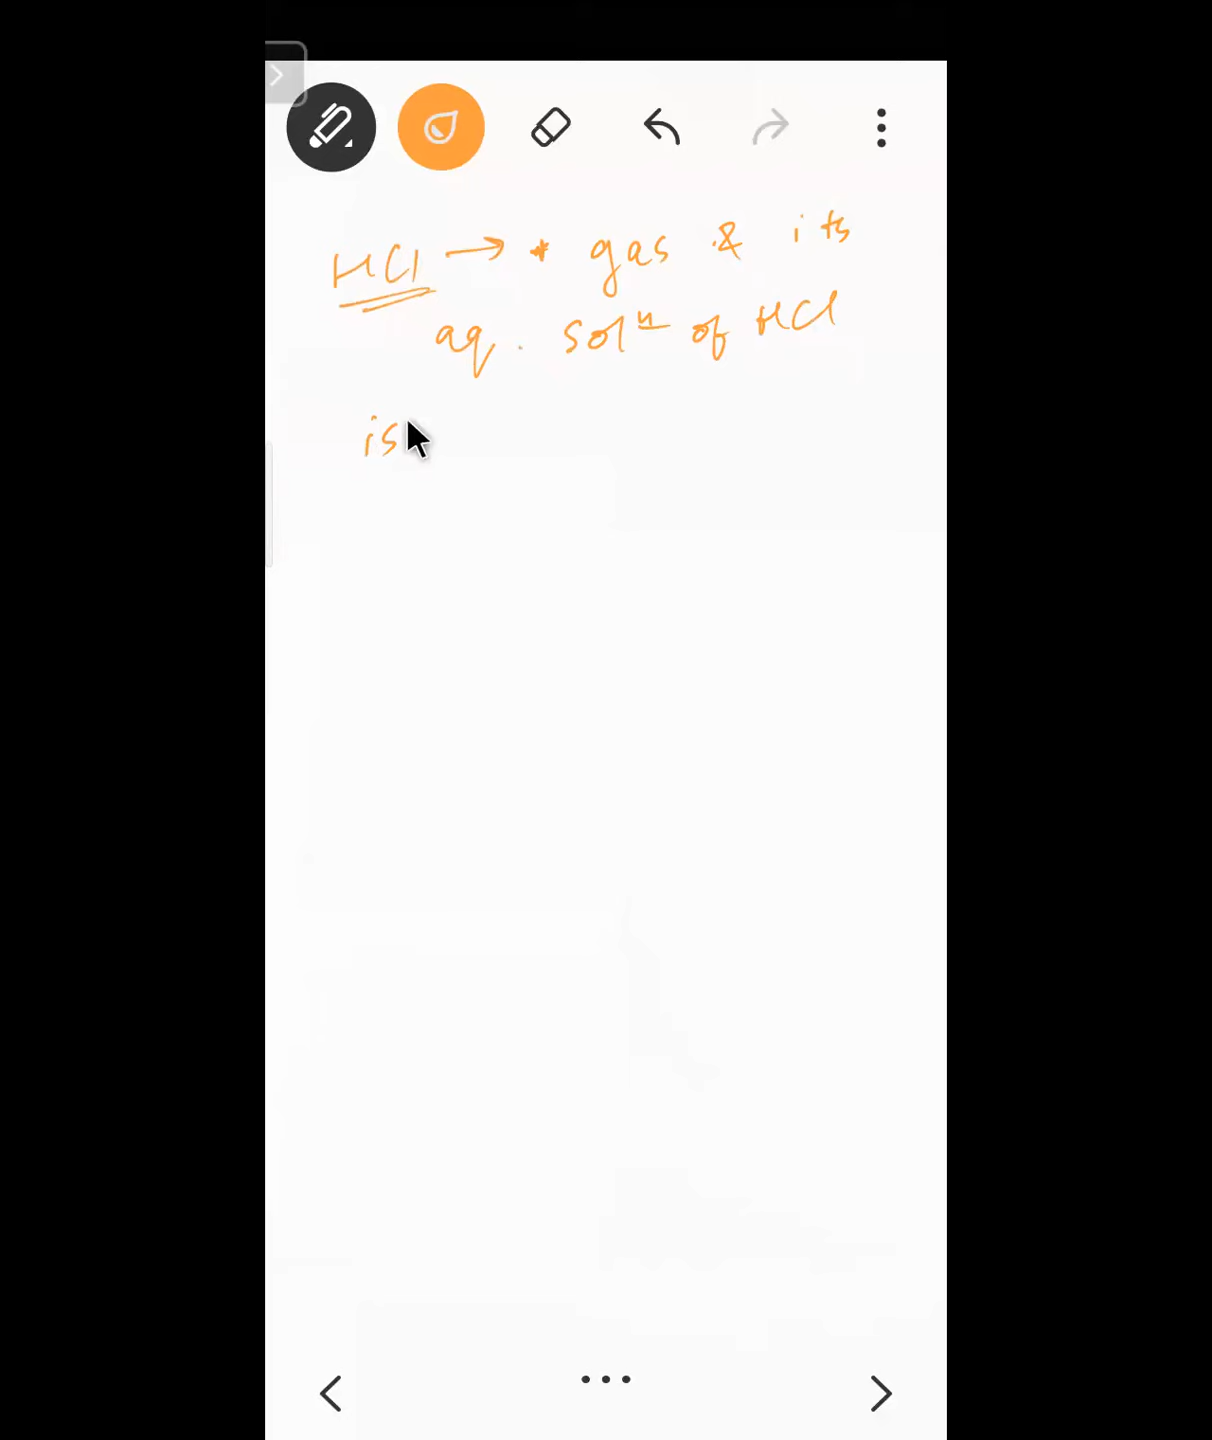 HCl → * gas & its
aq. solⁿ of HCl
is